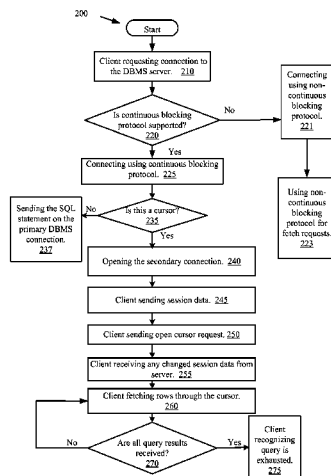 200
Start
Client requesting connection to
the DBMS server. 210
Is continuous blocking
protocol supported?
220
No
Connecting
using non-
continuous
blocking
protocol.
221
Yes
Connecting using continuous blocking
protocol. 225
Using non-
continuous
blocking
protocol for
fetch requests.
223
Is this a cursor?
235
No
Sending the SQL
statement on the
primary DBMS
connection.
237
Yes
Opening the secondary connection. 240
Client sending session data. 245
Client sending open cursor request. 250
Client receiving any changed session data from
server. 255
Client fetching rows through the cursor.
260
Are all query results
received?
270
No
Yes
Client
recognizing
query is
exhausted.
275